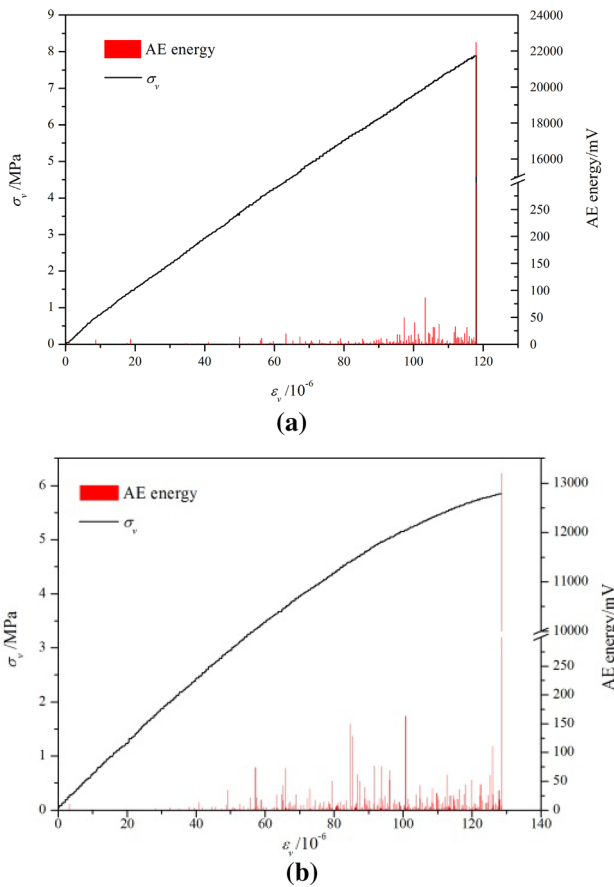 9
8
7
6
5
4
3
2
1
0
σᵥ /MPa
AE energy
σᵥ
24000
22000
20000
18000
16000
250
200
150
100
50
0
AE energy/mV
0 20 40 60 80 100 120
εᵥ /10⁻⁶
(a)
6
5
4
3
2
1
0
σᵥ /MPa
AE energy
σᵥ
13000
12000
11000
10000
250
200
150
100
50
0
AE energy/mV
0 20 40 60 80 100 120 140
εᵥ /10⁻⁶
(b)